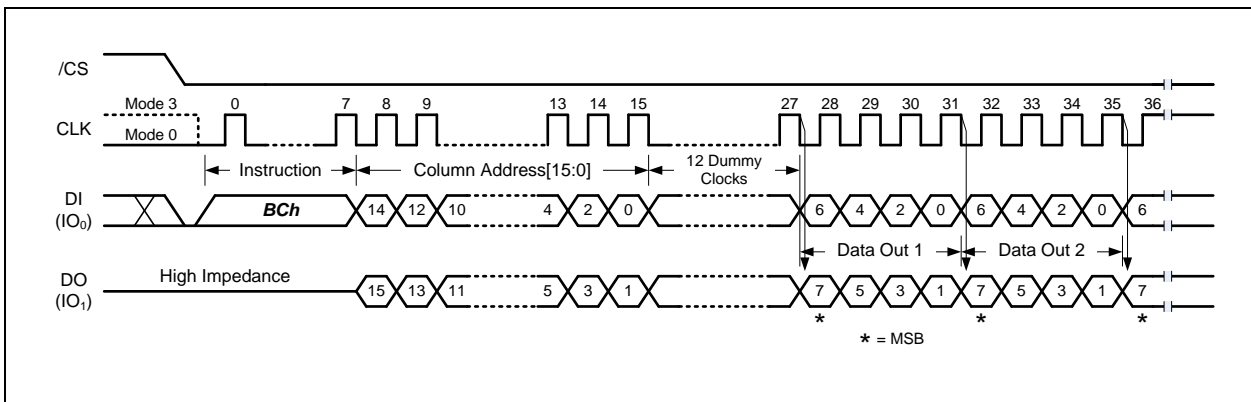 /CS
Mode 3
0 7 8 9 13 14 15 27 28 29 30 31 32 33 34 35 36
CLK
Mode 0
Instruction
Column Address[15:0]
12 Dummy
Clocks
DI
(IO0)
BCh
14 12 10 4 2 0 6 4 2 0 6 4 2 0 6
Data Out 1
Data Out 2
DO
(IO1)
High Impedance
15 13 11 5 3 1 7 5 3 1 7 5 3 1 7
* * *
* = MSB